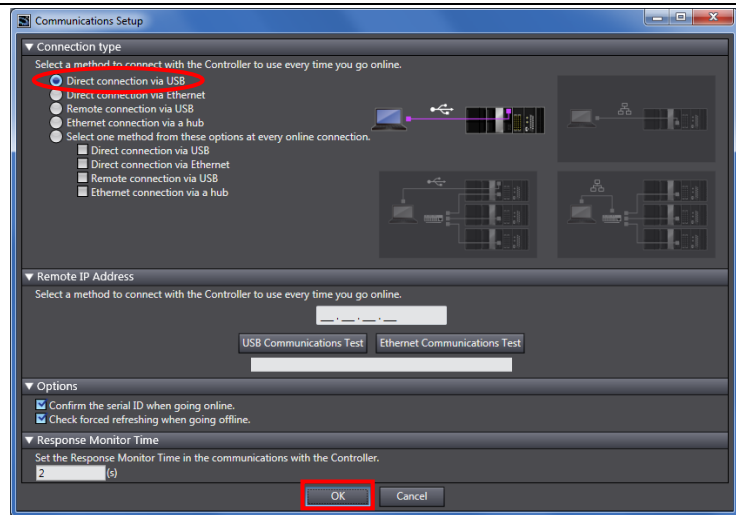 Communications Setup
▼ Connection type
Select a method to connect with the Controller to use every time you go online.
Direct connection via USB
Direct connection via Ethernet
Remote connection via USB
Ethernet connection via a hub
Select one method from these options at every online connection.
Direct connection via USB
Direct connection via Ethernet
Remote connection via USB
Ethernet connection via a hub
▼ Remote IP Address
Select a method to connect with the Controller to use every time you go online.
__.__.__.__
USB Communications Test Ethernet Communications Test
▼ Options
Confirm the serial ID when going online.
Check forced refreshing when going offline.
▼ Response Monitor Time
Set the Response Monitor Time in the communications with the Controller.
2 (s)
OK Cancel